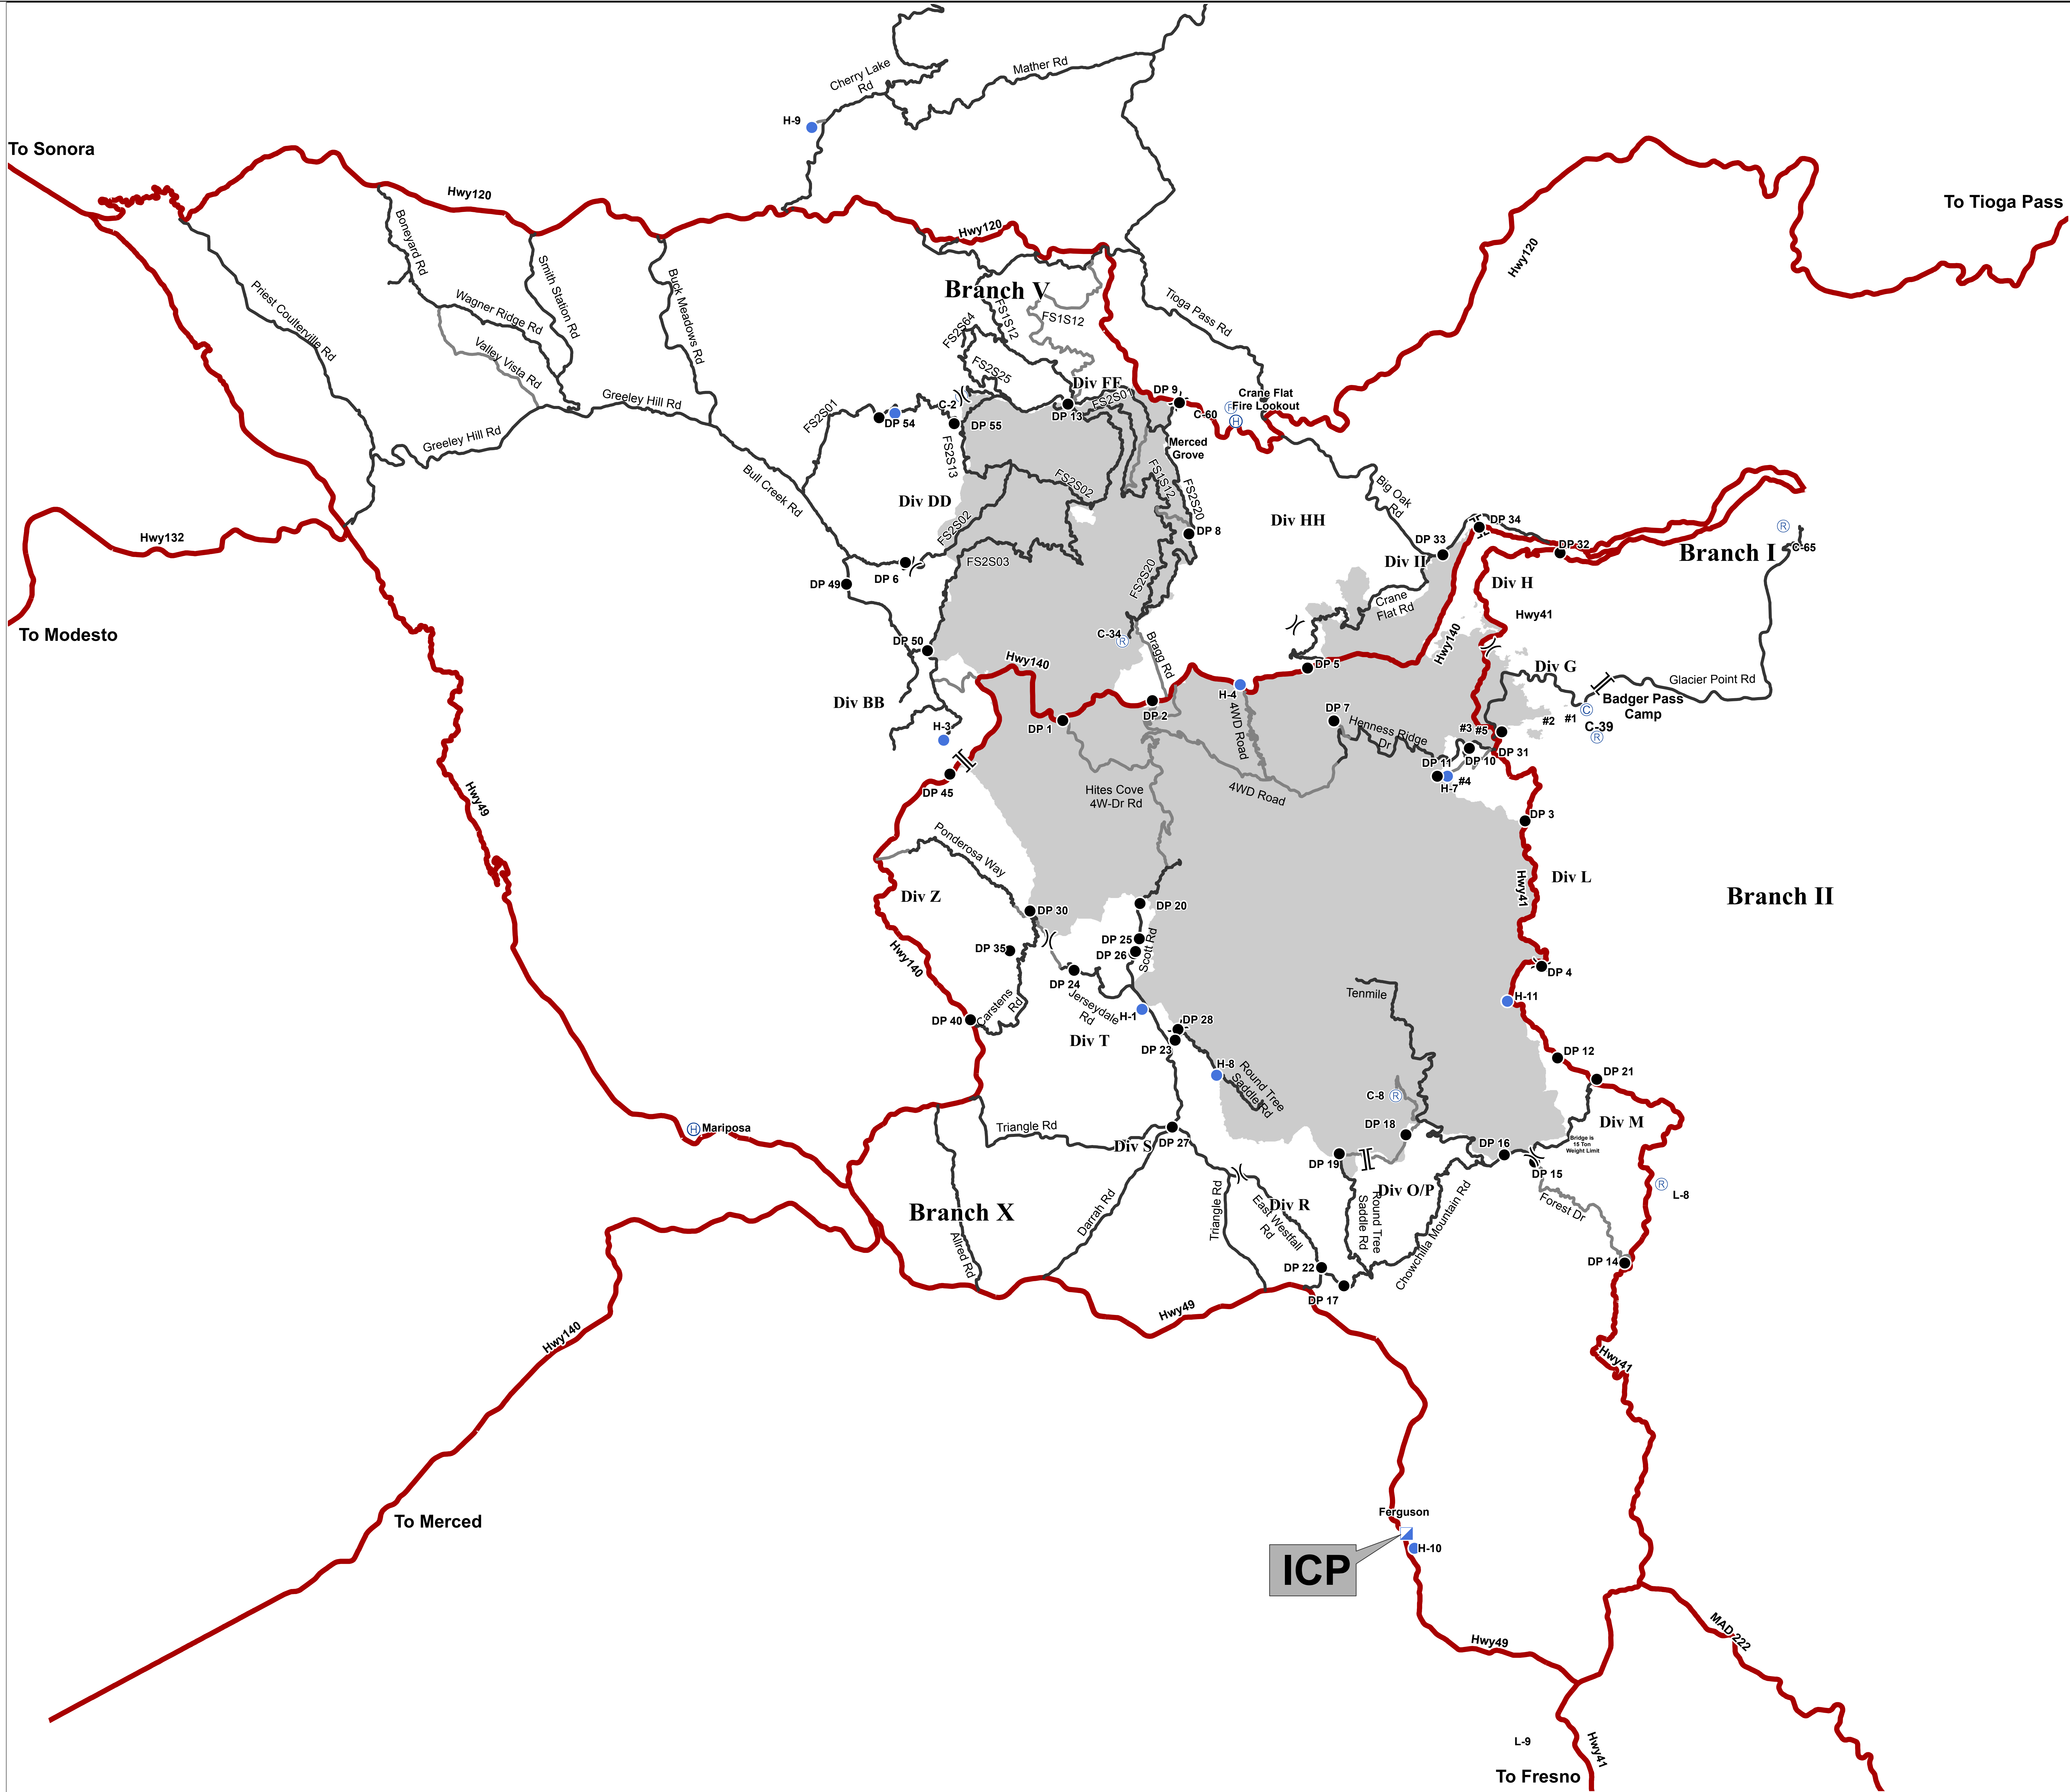 Cherry Lake
Rd
Mather Rd
H-9
To Sonora
Hwy120
To Tioga Pass
Hwy120
Hwy120
Boneyard Rd
Smith Station Rd
Buck Meadows Rd
Priest Coulterville Rd
Wagner Ridge Rd
Valley Vista Rd
Branch V
FS1S12
FS1S12
FS2S64
FS2S25
Tioga Pass Rd
Div FF
FS2S01
DP 9
Crane Flat
Fire Lookout
H
C-60
Greeley Hill Rd
Greeley Hill Rd
FS2S01
DP 54
C-2
DP 55
DP 13
Merced
Grove
FS2S13
FS2S02
FS1S12
FS2S20
Big Oak
Rd
Bull Creek Rd
Div DD
FS2S02
Div HH
DP 8
DP 34
DP 33
DP 32
R
C-65
Branch I
Hwy132
FS2S03
DP 6
DP 49
FS2S20
Div II
Div H
Crane
Flat Rd
Hwy41
To Modesto
DP 50
C-34
R
Bragg Rd
Hwy140
Hwy140
DP 5
Div G
Glacier Point Rd
Div BB
H-4
4WD Road
Badger Pass
Camp
C
#1
#2
C-39
R
H-3
DP 1
DP 2
DP 7
Henness Ridge
Dr
#3
#5
DP 31
DP 10
DP 11
H-7
#4
DP 45
Hites Cove
4W-Dr Rd
4WD Road
DP 3
Hwy49
Ponderosa Way
Div Z
Div L
Hwy41
Branch II
DP 30
DP 20
DP 35
DP 25
DP 26
Scott Rd
Hwy140
DP 24
Jerseydale
Rd
Tenmile
DP 4
H-11
DP 40
Carstens
Rd
H-1
Div T
DP 28
DP 23
H-8
Round Tree
Saddle Rd
DP 12
DP 21
C-8
R
H
Mariposa
Triangle Rd
Div S
DP 27
DP 18
DP 19
DP 16
Div M
Bridge is
15 Ton
Weight Limit
DP 15
R
L-8
Forest Dr
Branch X
Allred Rd
Darrah Rd
Triangle Rd
Div R
East Westfall
Rd
Div O/P
Round Tree
Saddle Rd
Chowchilla Mountain Rd
DP 22
DP 17
DP 14
Hwy49
Hwy140
Hwy41
To Merced
Ferguson
ICP
H-10
Hwy49
MAD 222
L-9
Hwy41
To Fresno